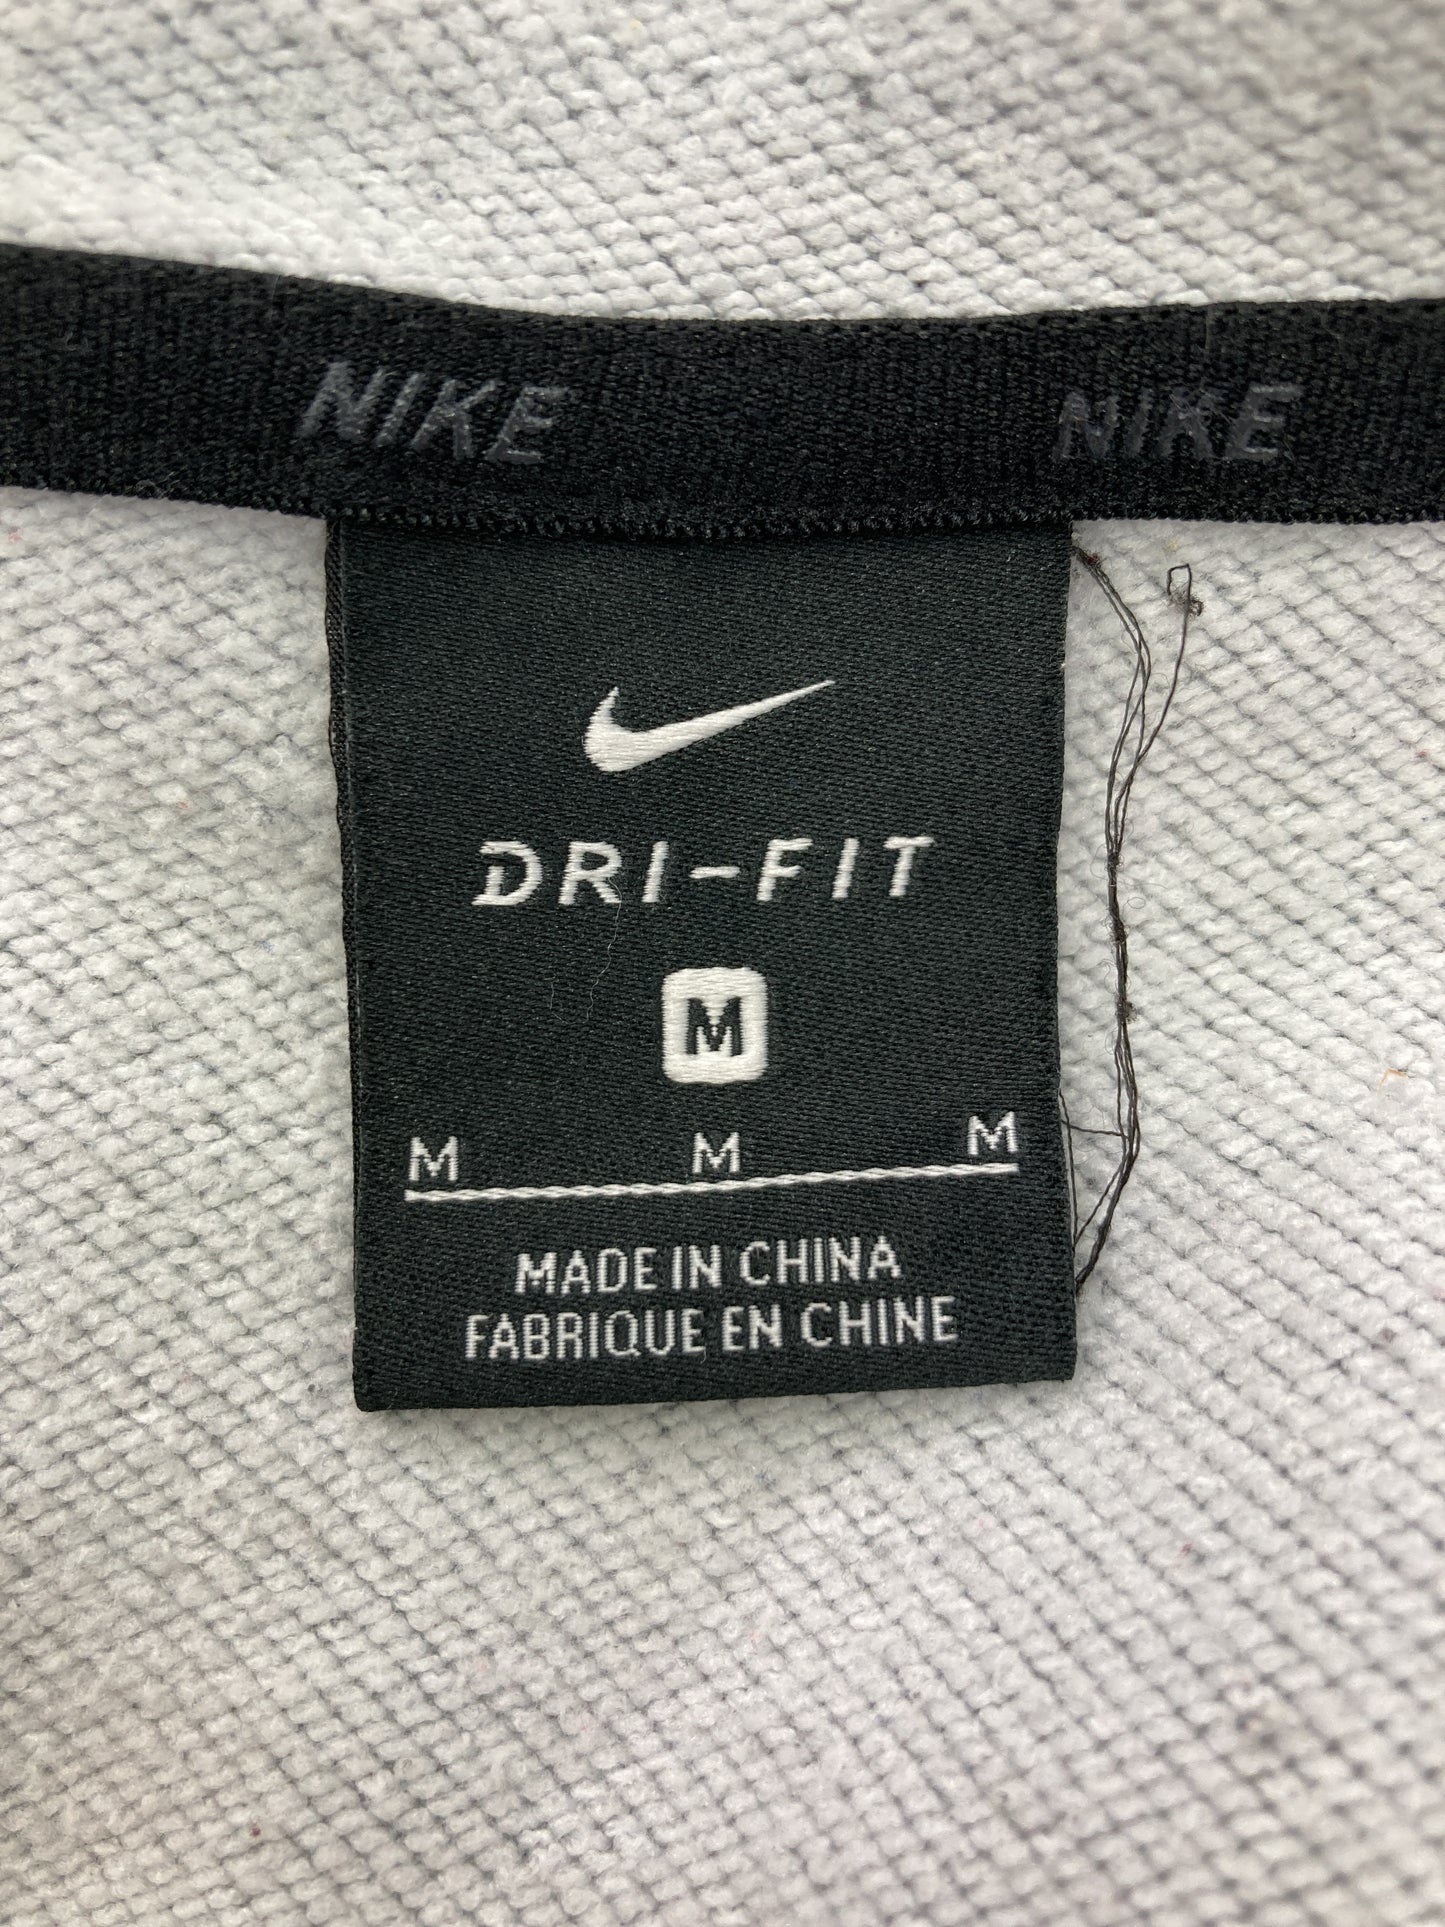 NIKE NIKE
DRI-FIT
M
M M M
MADE IN CHINA
FABRIQUE EN CHINE